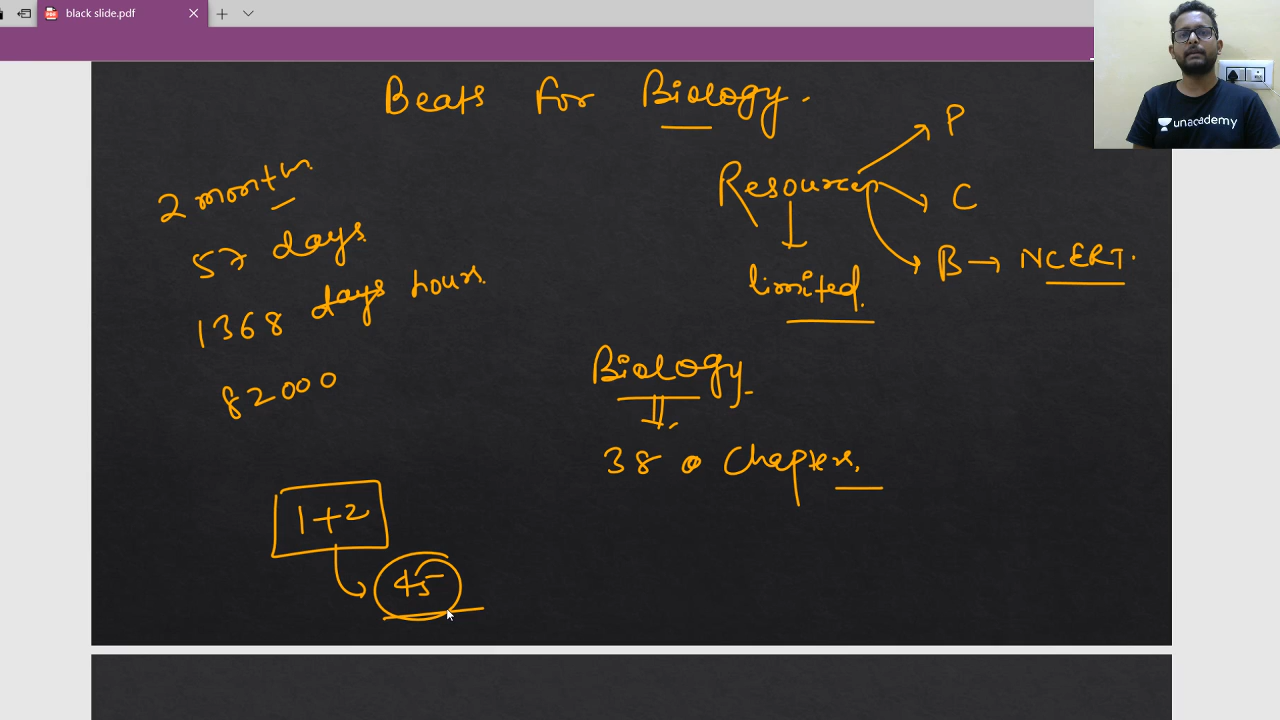 black slide.pdf
Beats for Biology.
2 months
57 days
1368 days hours
82000
Resources
P
C
B → NCERT.
limited.
Biology
38 Chapters.
1+2
45
unacademy